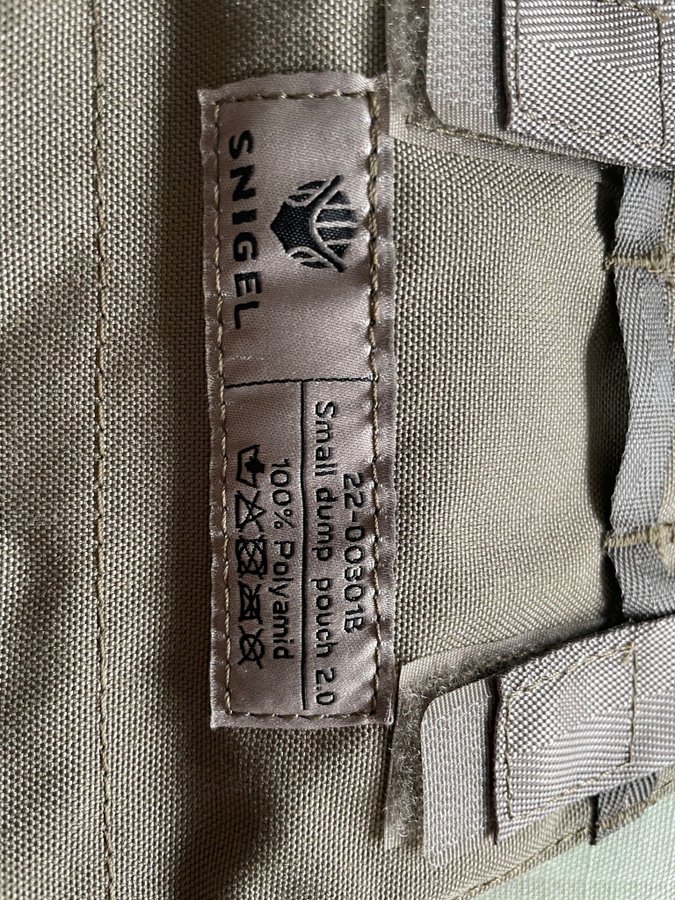 SNIGEL
22-00301B
Small dump pouch 2.0
100% Polyamid